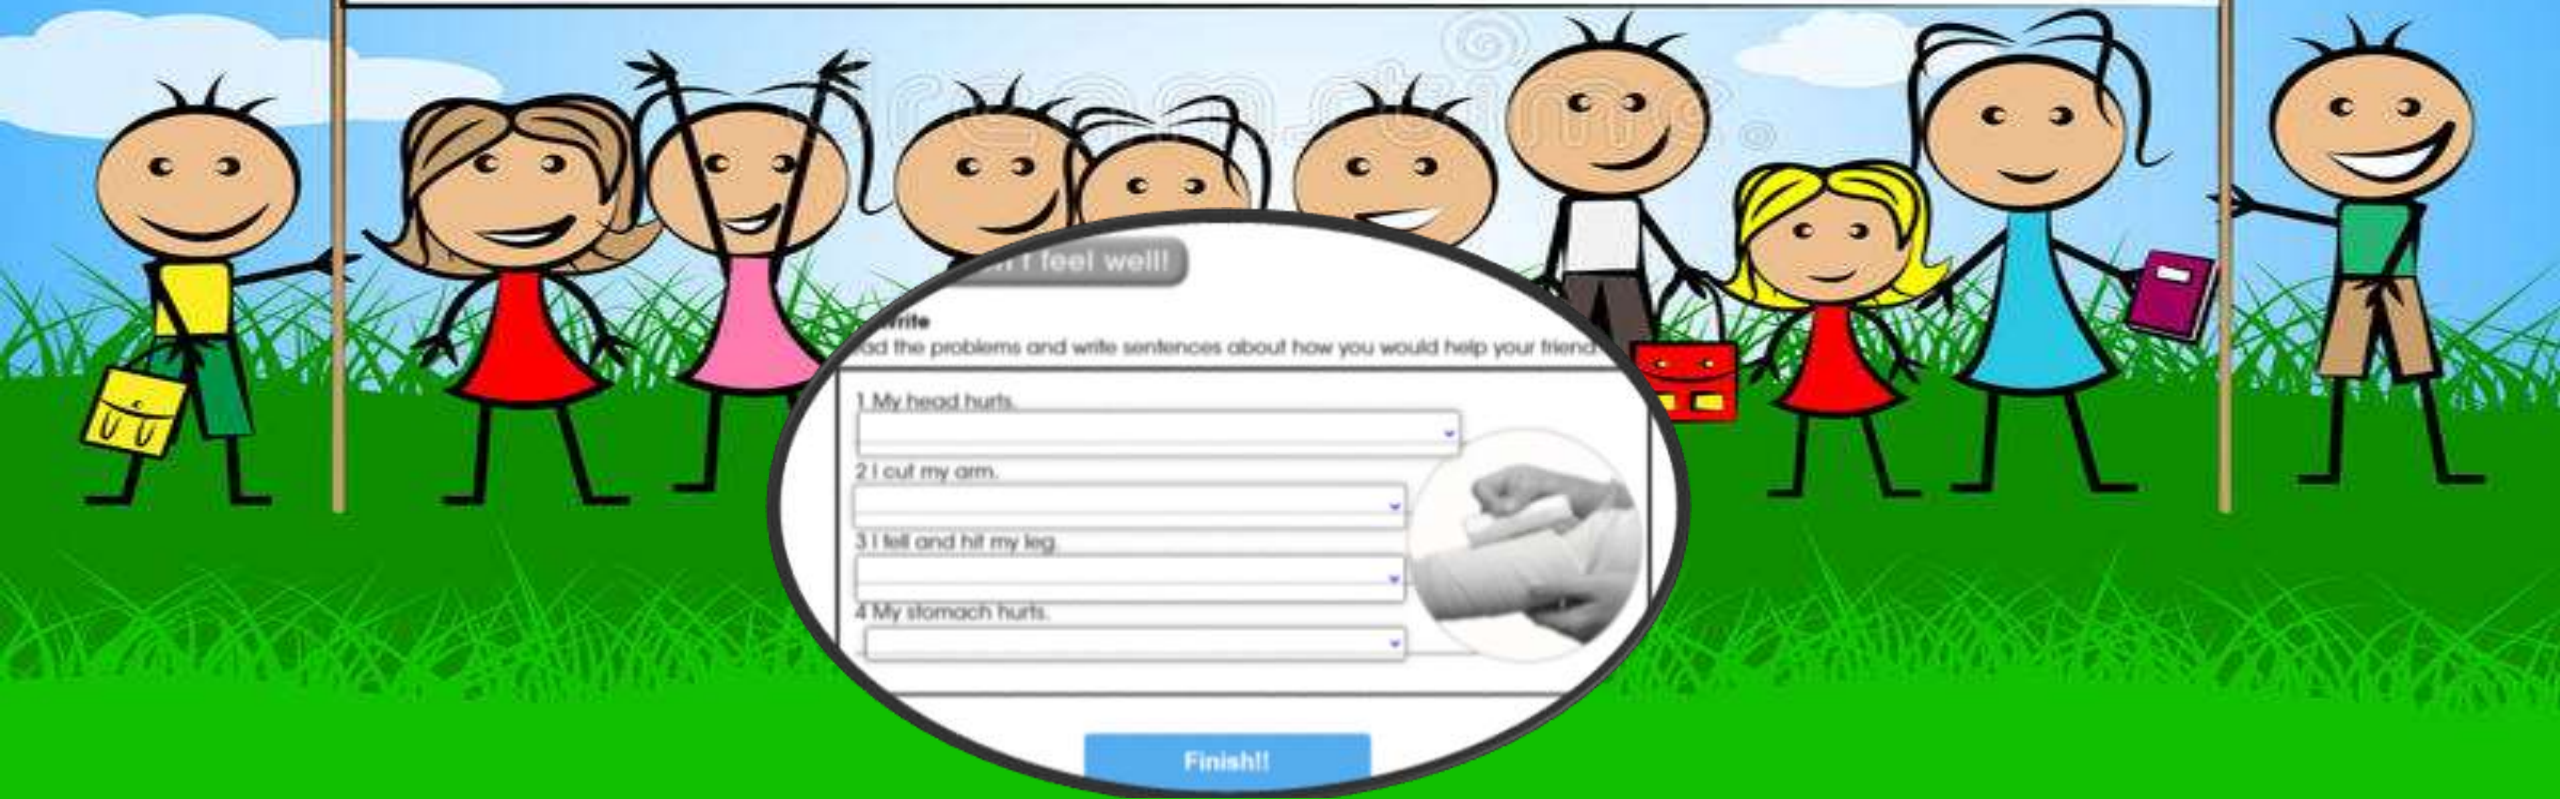 dreamstime.
I feel well!
write
the problems and write sentences about how you would help your friend
1 My head hurts.
2 I cut my arm.
3 I fell and hit my leg.
4 My stomach hurts.
Finish!!